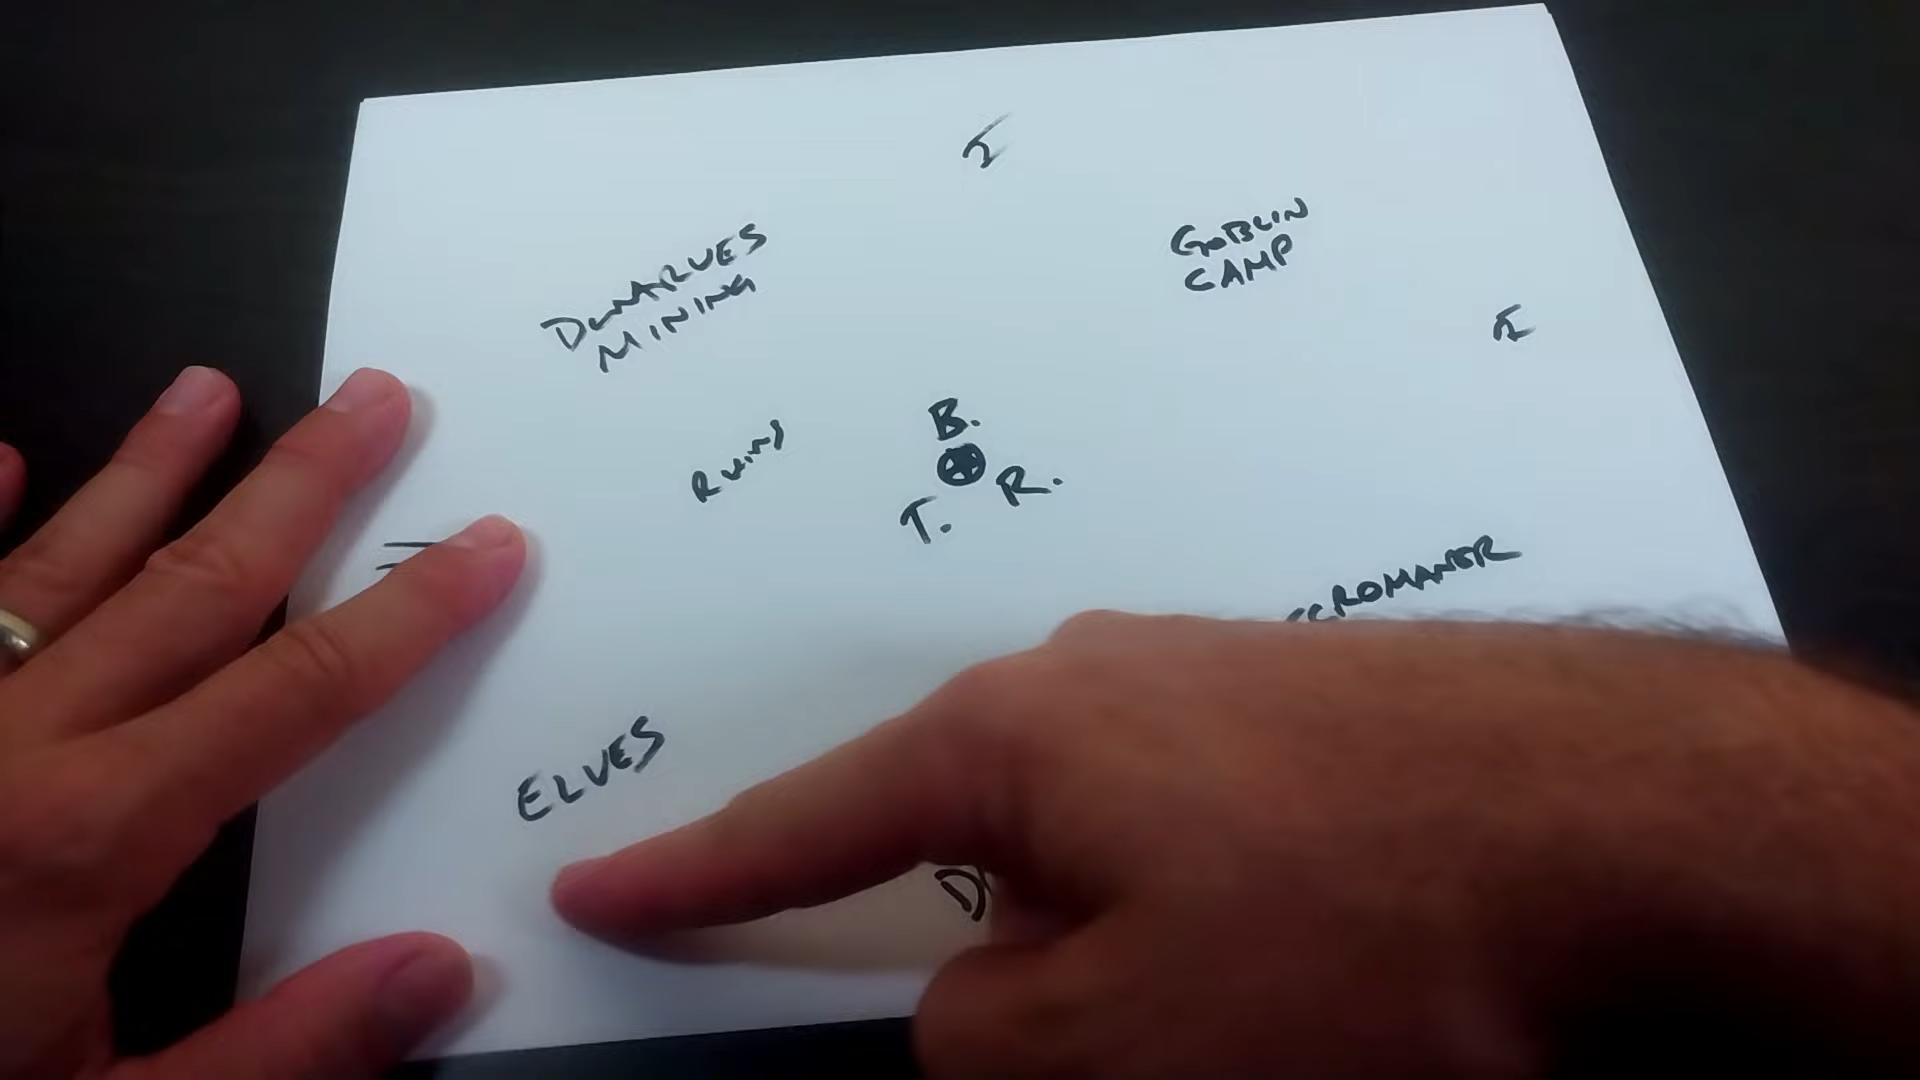 I
DWARVES
MINING
GOBLIN
CAMP
I
B.
RUINS
T.
R.
ELVES
D